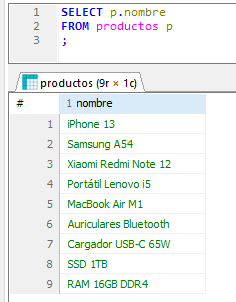 1 SELECT p.nombre
2 FROM productos p
3 ;
productos (9r × 1c)
# 1 nombre
1 iPhone 13
2 Samsung A54
3 Xiaomi Redmi Note 12
4 Portátil Lenovo i5
5 MacBook Air M1
6 Auriculares Bluetooth
7 Cargador USB-C 65W
8 SSD 1TB
9 RAM 16GB DDR4